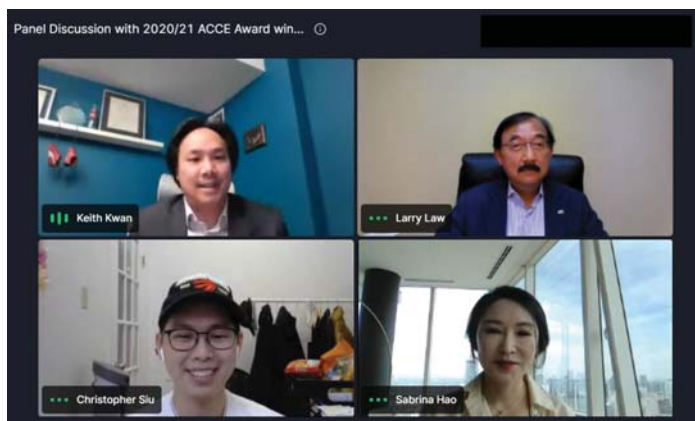 Panel Discussion with 2020/21 ACCE Award win...
Keith Kwan
Larry Law
Christopher Siu
Sabrina Hao